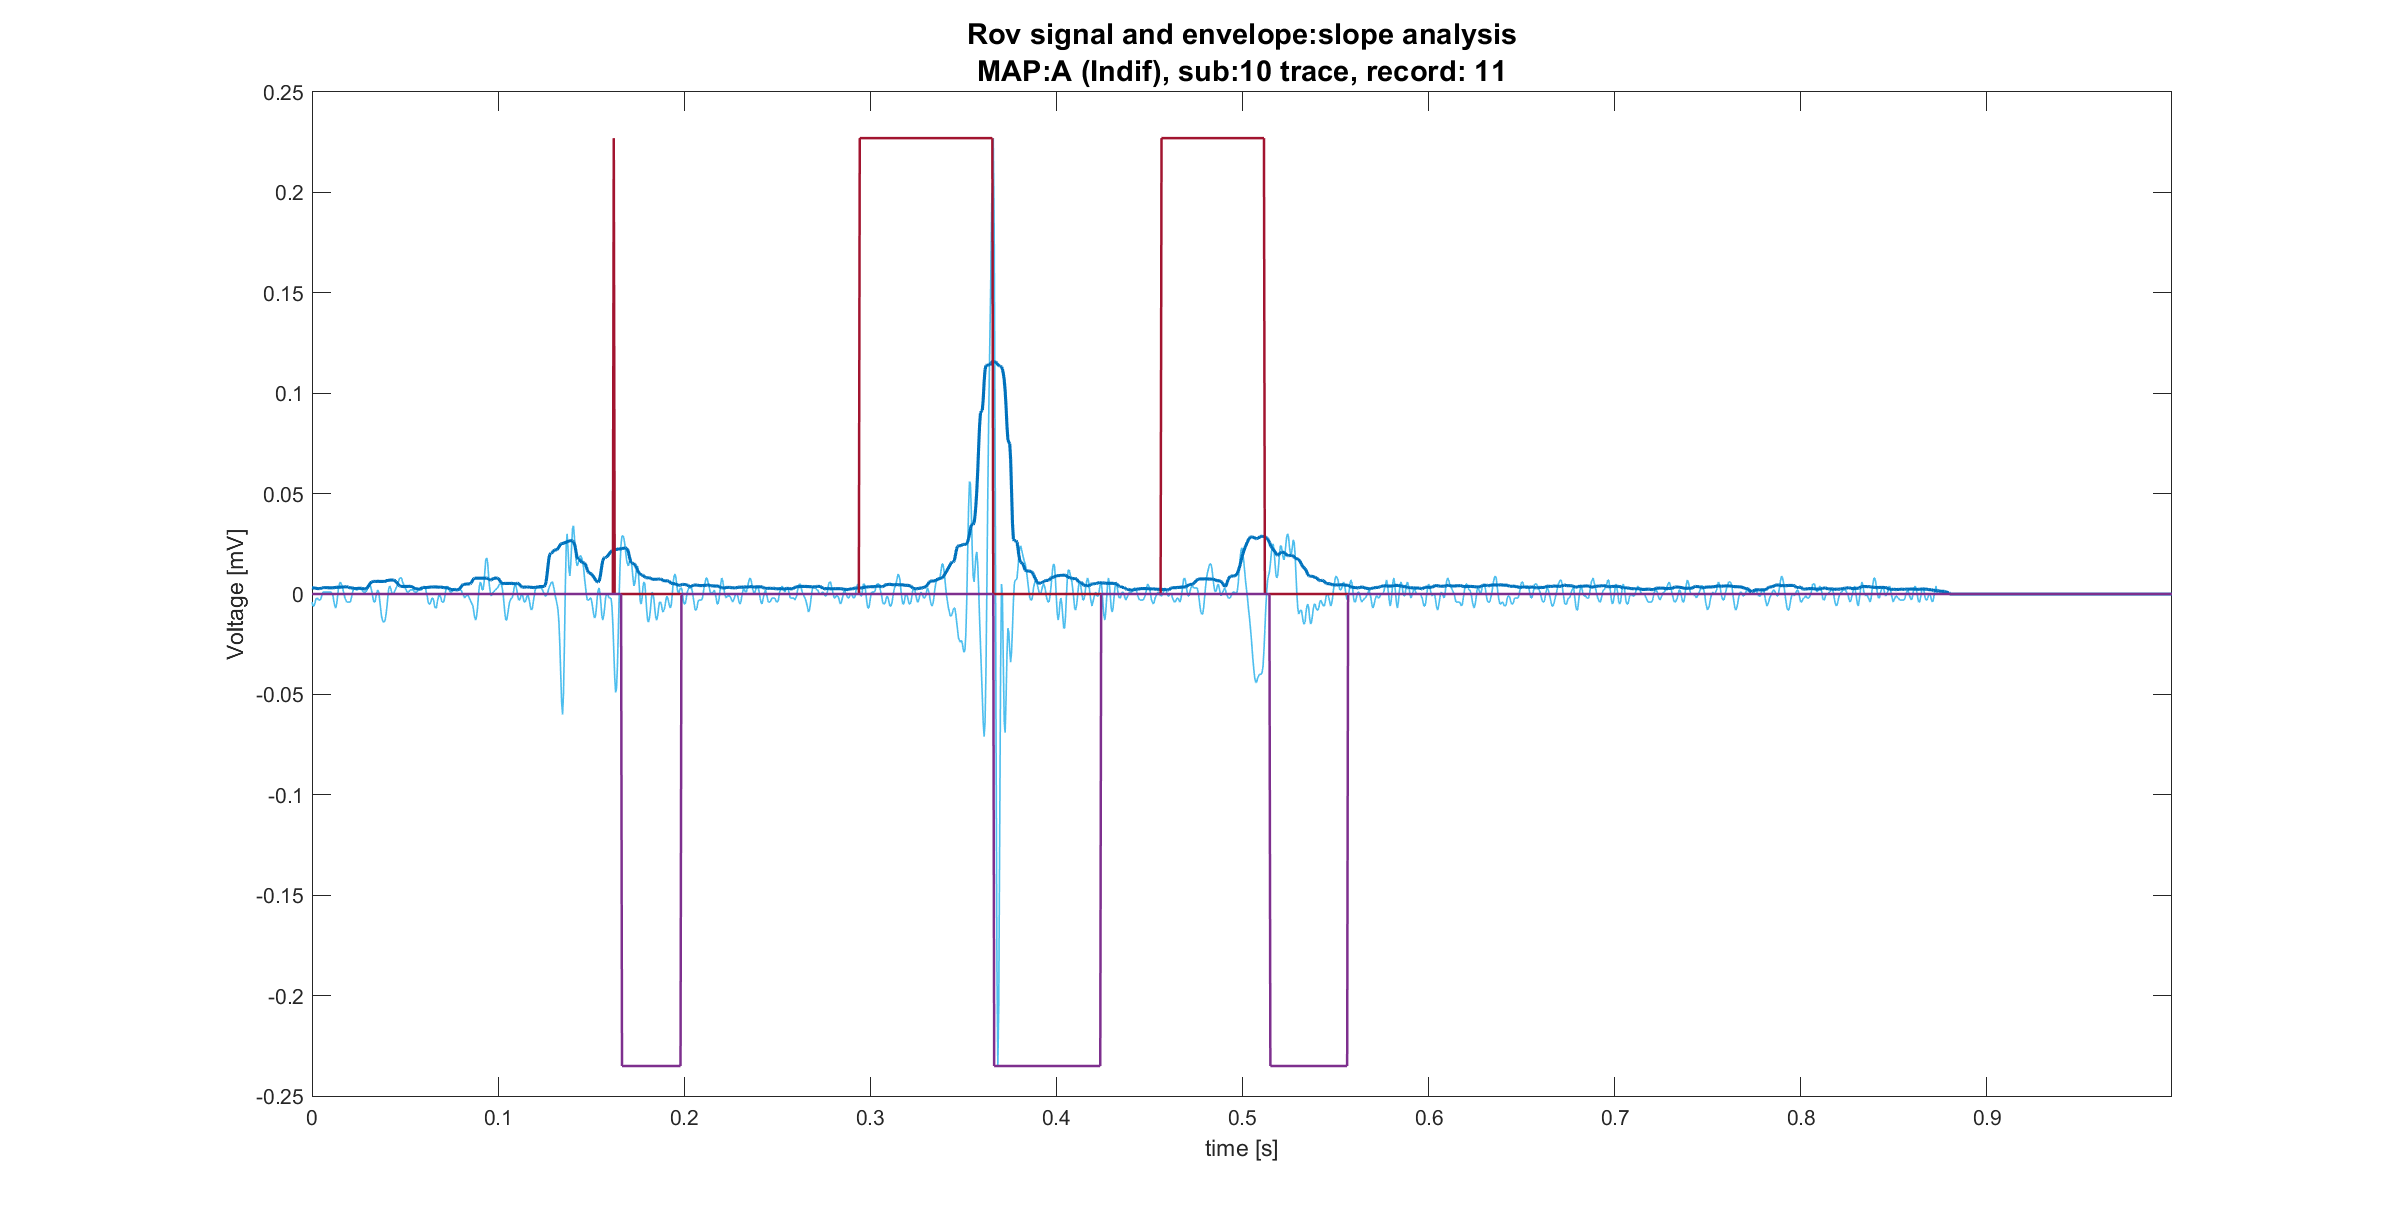 Rov signal and envelope:slope analysis
MAP:A (Indif), sub:10 trace, record: 11
0.25
0.2
0.15
0.1
0.05
0
-0.05
-0.1
-0.15
-0.2
-0.25
Voltage [mV]
0 0.1 0.2 0.3 0.4 0.5 0.6 0.7 0.8 0.9
time [s]